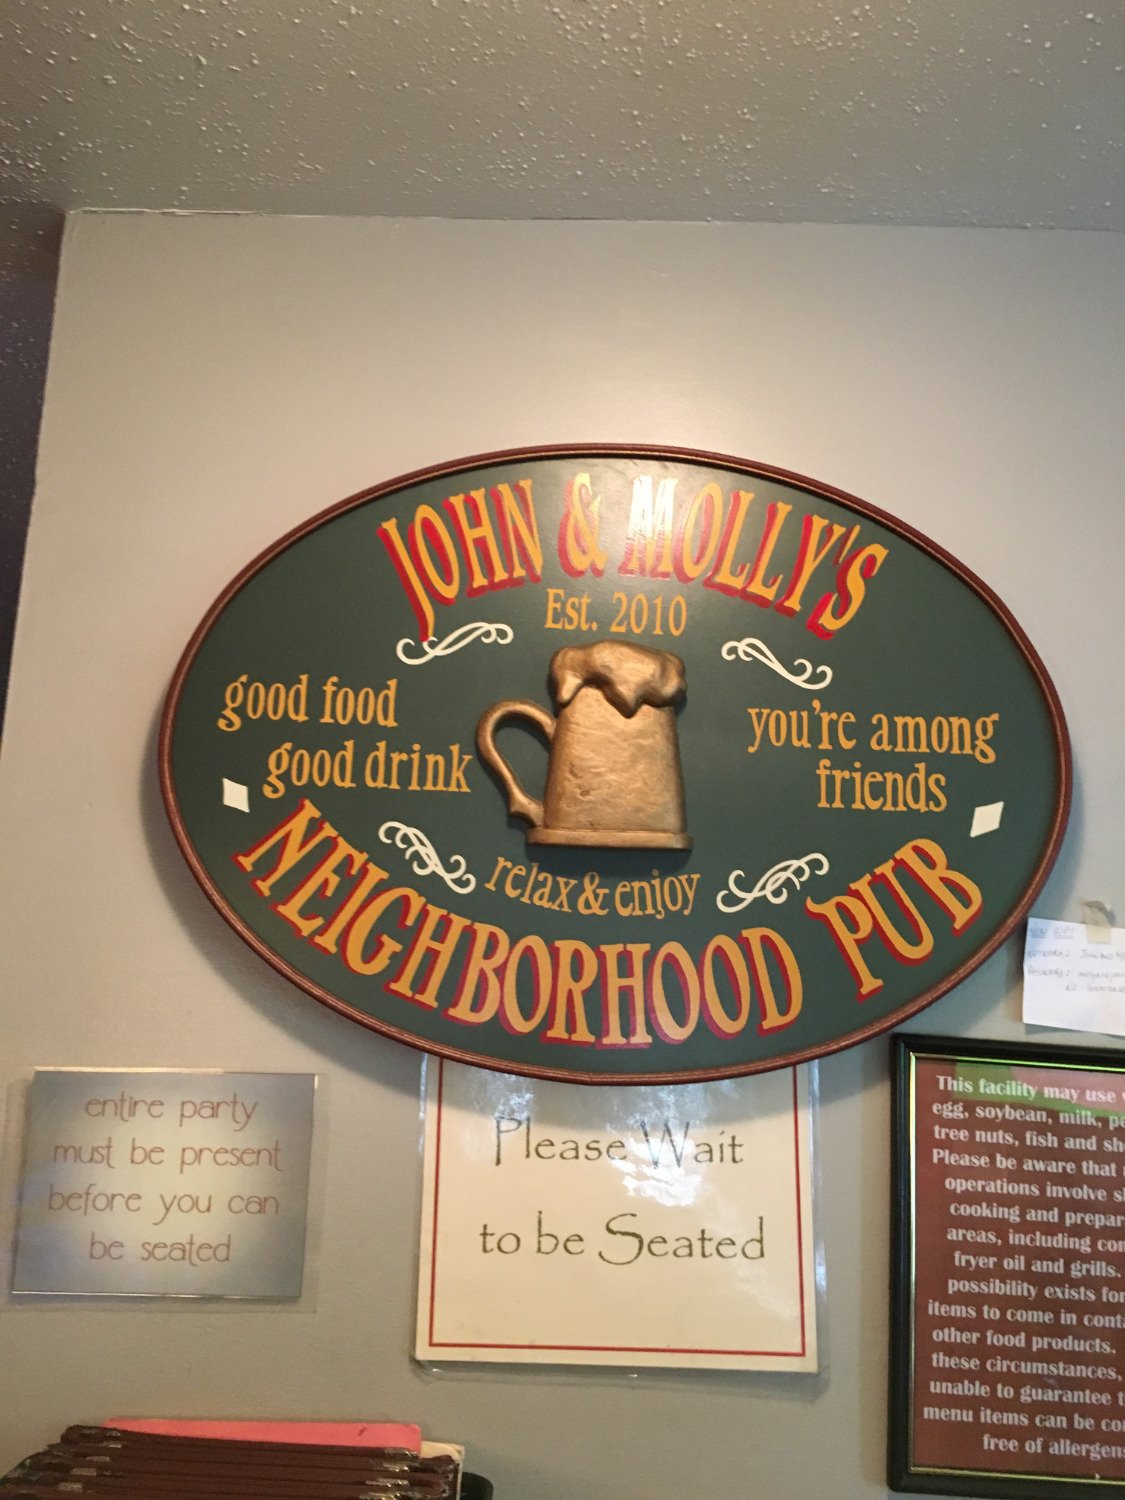 JOHN & MOLLY'S
Est. 2010
good food
good drink
you're among
friends
relax & enjoy
NEIGHBORHOOD PUB
entire party
must be present
before you can
be seated
Please Wait
to be Seated
This facility may use
egg, soybean, milk,
tree nuts, fish and
Please be aware that
operations involve
cooking and
areas, including
fryer oil and grills.
possibility exists for
items to come in
other food products.
these circumstances,
unable to guarantee
menu items can be
free of allergens